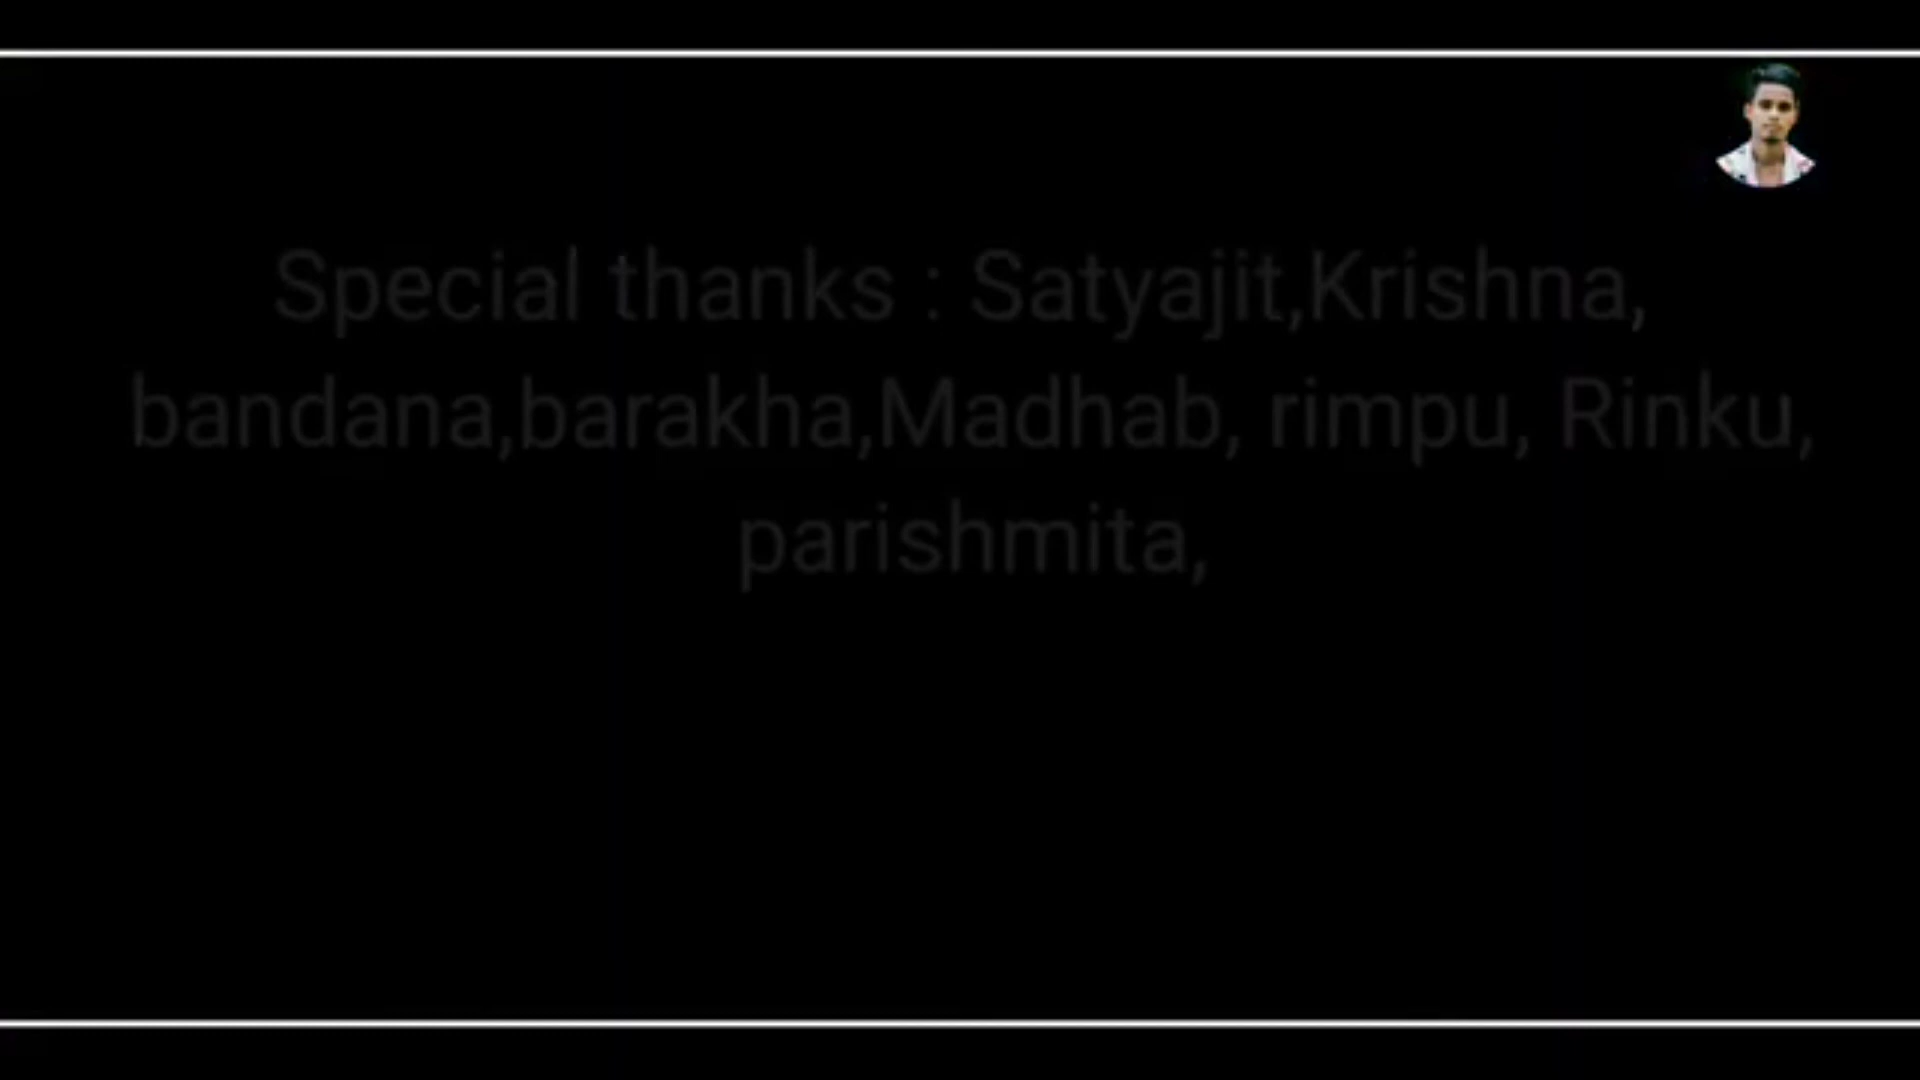 Special thanks : Satyajit,Krishna,
bandana,barakha,Madhab, rimpu, Rinku,
parishmita,